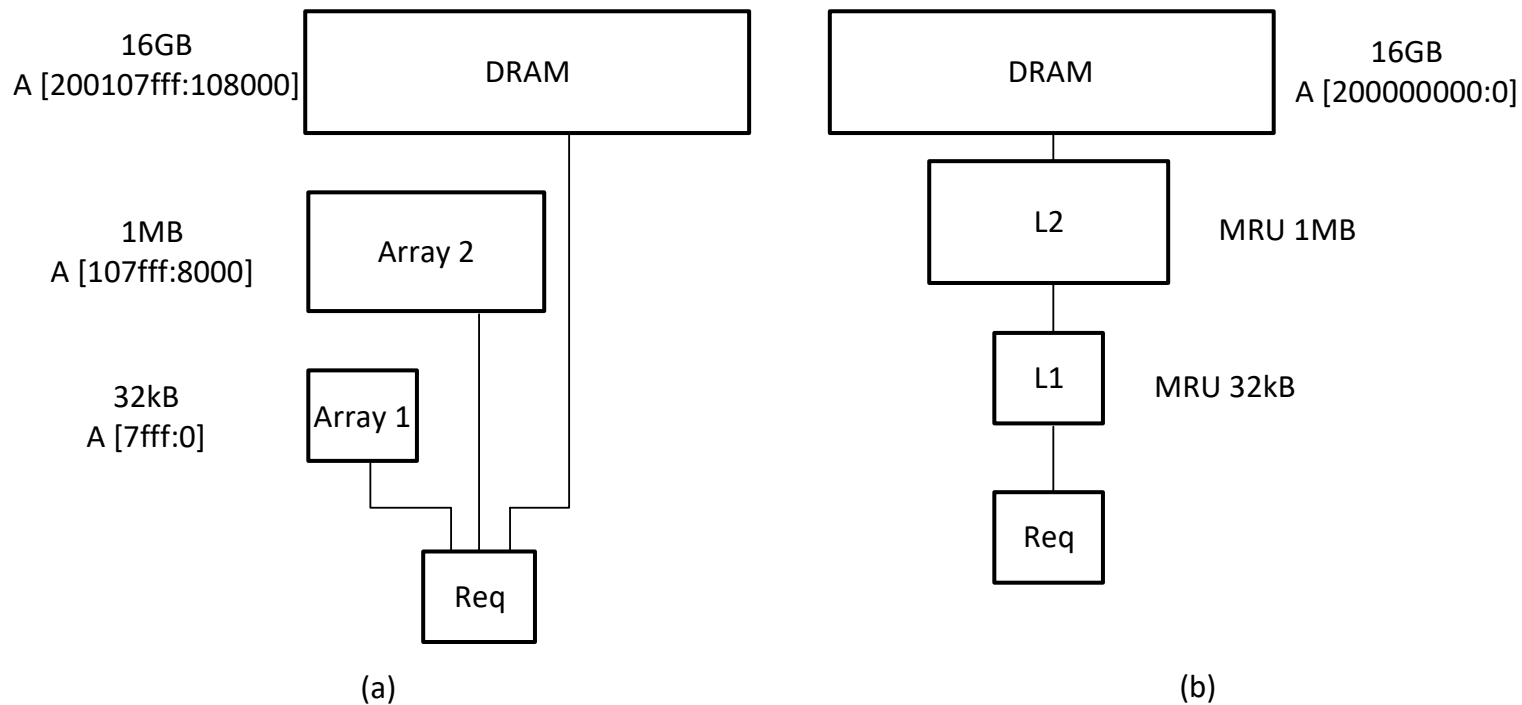 16GB
A [200107fff:108000]
DRAM
1MB
A [107fff:8000]
Array 2
32kB
A [7fff:0]
Array 1
Req
(a)
DRAM
16GB
A [200000000:0]
L2
MRU 1MB
L1
MRU 32kB
Req
(b)